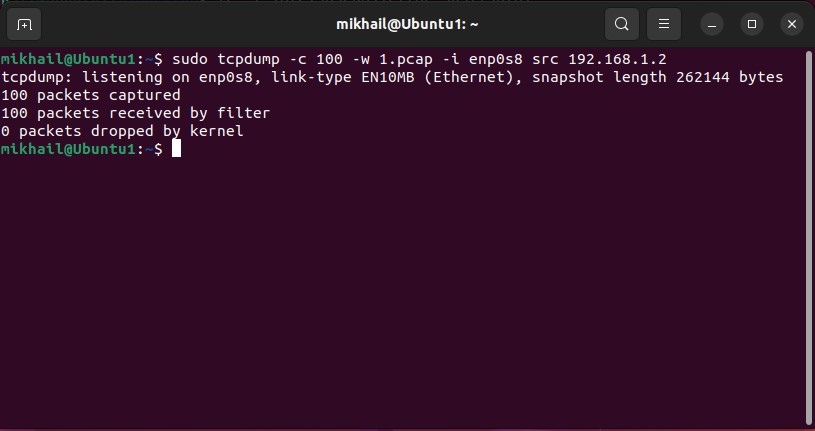 mikhail@Ubuntu1: ~
mikhail@Ubuntu1:~$ sudo tcpdump -c 100 -w 1.pcap -i enp0s8 src 192.168.1.2
tcpdump: listening on enp0s8, link-type EN10MB (Ethernet), snapshot length 262144 bytes
100 packets captured
100 packets received by filter
0 packets dropped by kernel
mikhail@Ubuntu1:~$